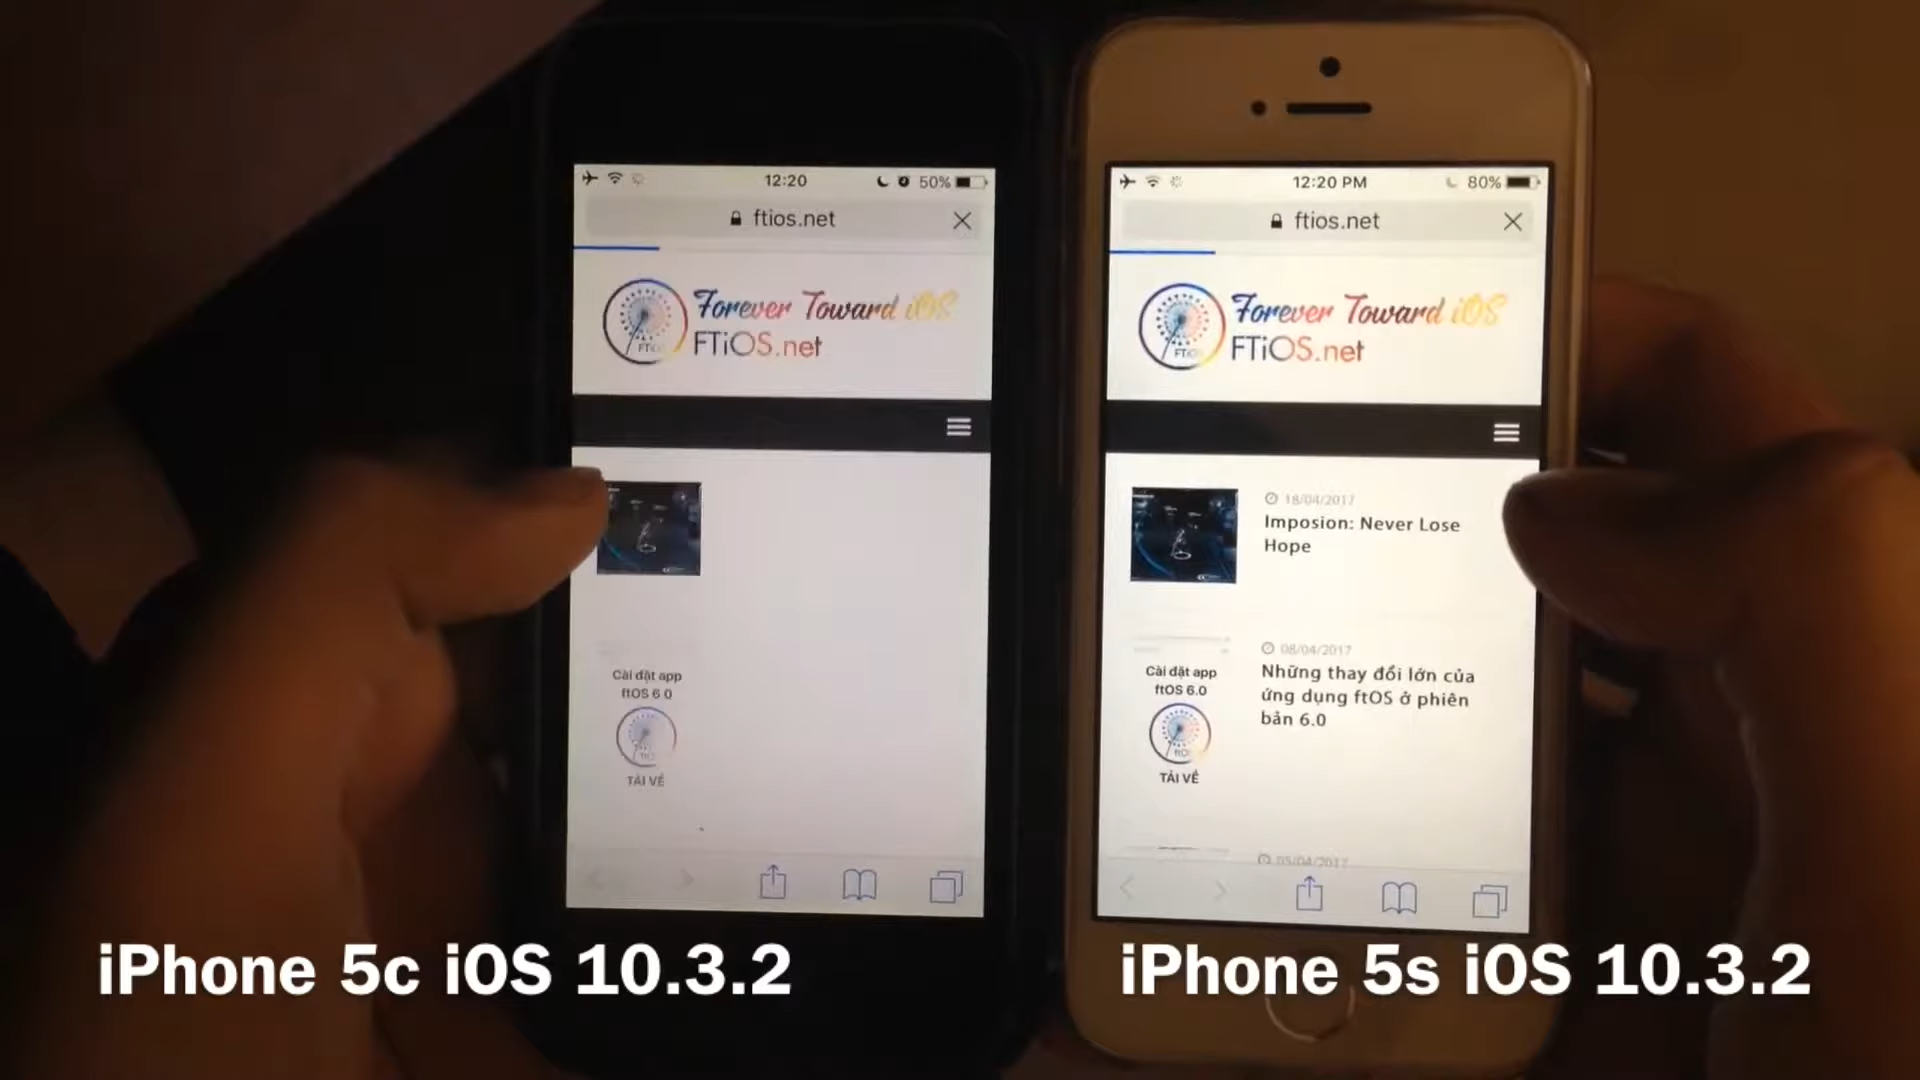 12:20
50%
ftios.net
Forever Toward iOS
FTiOS.net
Cài đặt app
ftOS 6.0
TẢI VỀ
12:20 PM
80%
ftios.net
Forever Toward iOS
FTiOS.net
18/04/2017
Imposion: Never Lose
Hope
08/04/2017
Cài đặt app
ftOS 6.0
TẢI VỀ
Những thay đổi lớn của
ứng dụng ftOS ở phiên
bản 6.0
05/04/2017
iPhone 5c iOS 10.3.2
iPhone 5s iOS 10.3.2